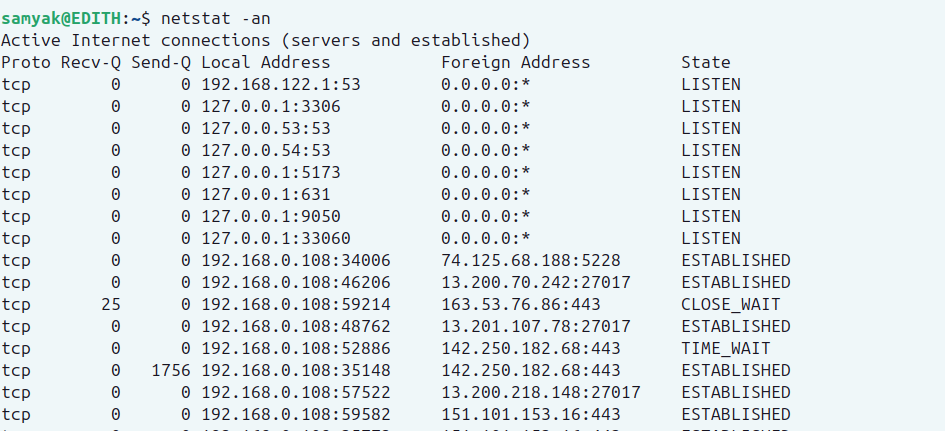 samyak@EDITH:~$ netstat -an
Active Internet connections (servers and established)
Proto Recv-Q Send-Q Local Address           Foreign Address         State
tcp        0      0 192.168.122.1:53        0.0.0.0:*               LISTEN
tcp        0      0 127.0.0.1:3306          0.0.0.0:*               LISTEN
tcp        0      0 127.0.0.53:53           0.0.0.0:*               LISTEN
tcp        0      0 127.0.0.54:53           0.0.0.0:*               LISTEN
tcp        0      0 127.0.0.1:5173          0.0.0.0:*               LISTEN
tcp        0      0 127.0.0.1:631           0.0.0.0:*               LISTEN
tcp        0      0 127.0.0.1:9050          0.0.0.0:*               LISTEN
tcp        0      0 127.0.0.1:33060         0.0.0.0:*               LISTEN
tcp        0      0 192.168.0.108:34006     74.125.68.188:5228      ESTABLISHED
tcp        0      0 192.168.0.108:46206     13.200.70.242:27017     ESTABLISHED
tcp       25      0 192.168.0.108:59214     163.53.76.86:443        CLOSE_WAIT
tcp        0      0 192.168.0.108:48762     13.201.107.78:27017     ESTABLISHED
tcp        0      0 192.168.0.108:52886     142.250.182.68:443      TIME_WAIT
tcp        0   1756 192.168.0.108:35148     142.250.182.68:443      ESTABLISHED
tcp        0      0 192.168.0.108:57522     13.200.218.148:27017    ESTABLISHED
tcp        0      0 192.168.0.108:59582     151.101.153.16:443      ESTABLISHED